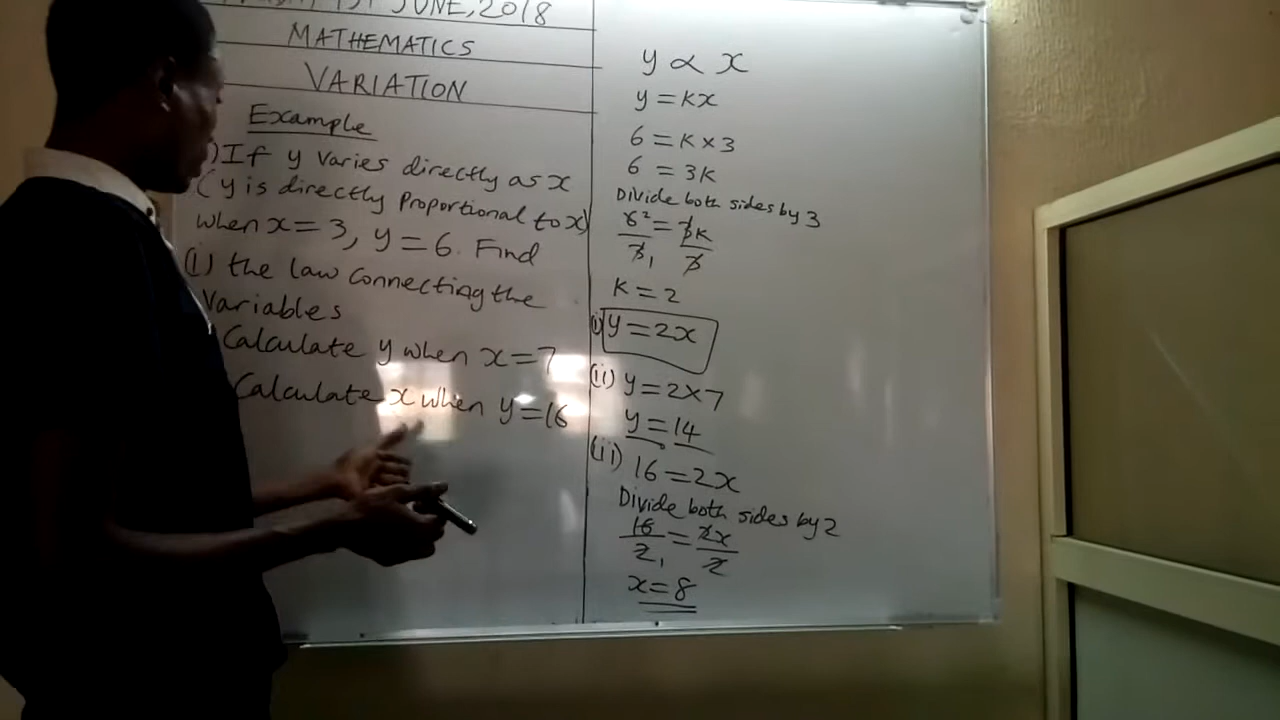 1ST JUNE, 2018
MATHEMATICS
VARIATION
Example
)If y varies directly as x
(y is directly proportional to x)
when x=3, y=6. Find
(i) the law connecting the
variables
Calculate y when x=7
Calculate x when y=16
y ∝ x
y = kx
6 = k×3
6 = 3k
Divide both sides by 3
6²/3₁ = 3k/3
k = 2
i) y=2x
(ii) y=2×7
y=14
(iii) 16=2x
Divide both sides by 2
16/2₁ = 2x/2
x=8